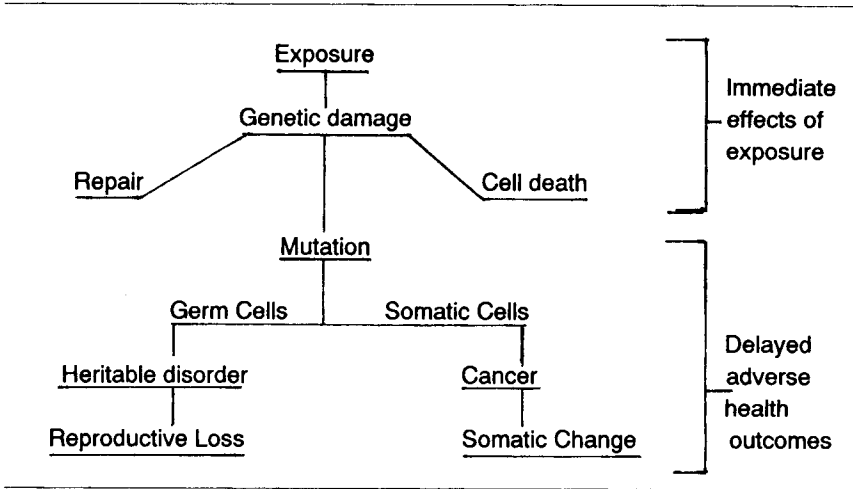 Exposure
Genetic damage
Repair
Cell death
Immediate
effects of
exposure
Mutation
Germ Cells
Somatic Cells
Heritable disorder
Cancer
Reproductive Loss
Somatic Change
Delayed
adverse
health
outcomes